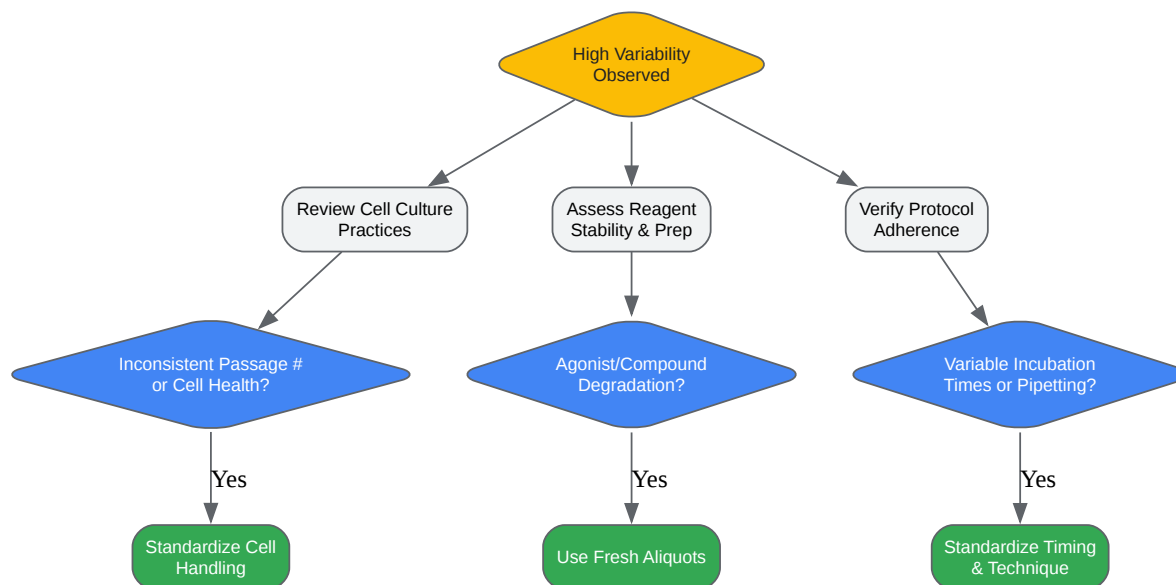 High Variability
Observed
Review Cell Culture
Practices
Assess Reagent
Stability & Prep
Verify Protocol
Adherence
Inconsistent Passage #
or Cell Health?
Agonist/Compound
Degradation?
Variable Incubation
Times or Pipetting?
Yes
Yes
Yes
Standardize Cell
Handling
Use Fresh Aliquots
Standardize Timing
& Technique